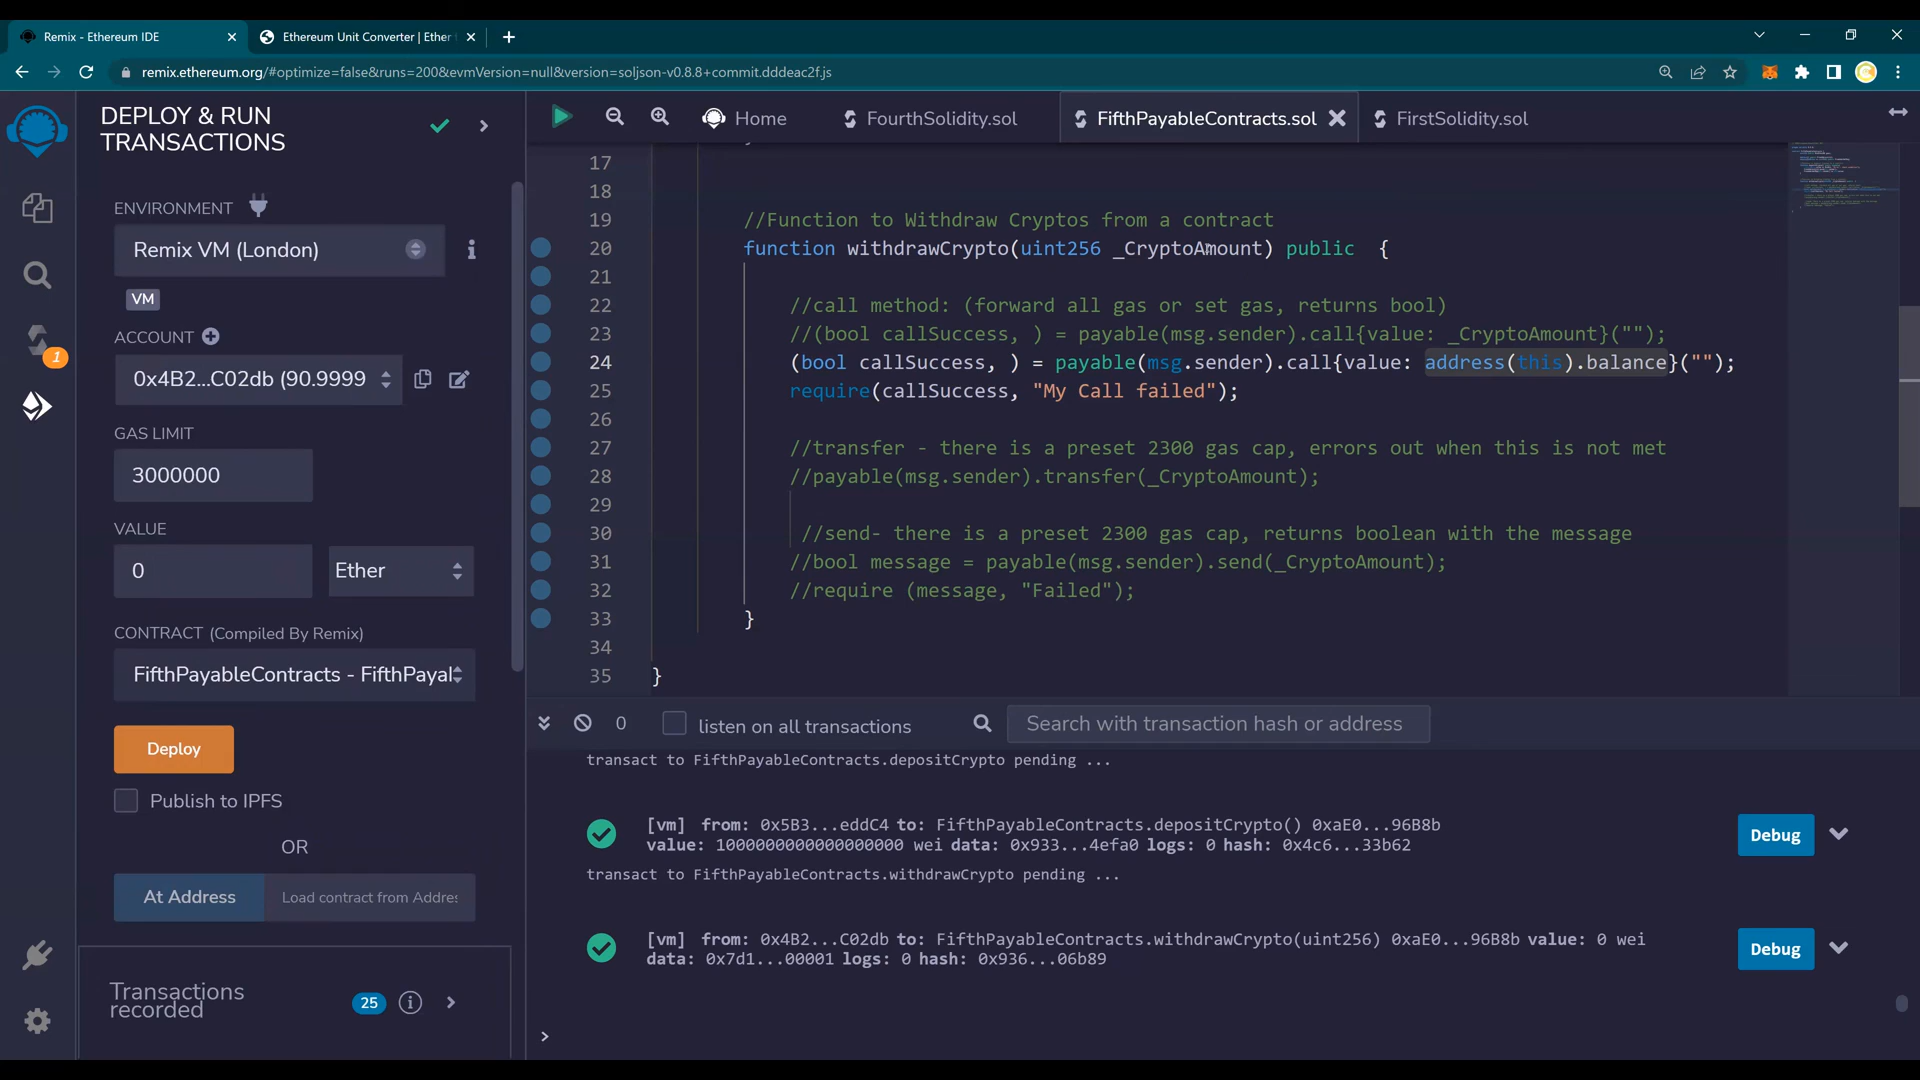 Remix - Ethereum IDE
Ethereum Unit Converter | Ether
remix.ethereum.org/#optimize=false&runs=200&evmVersion=null&version=soljson-v0.8.8+commit.dddeac2f.js
DEPLOY & RUN
TRANSACTIONS
ENVIRONMENT
Remix VM (London)
VM
ACCOUNT
0x4B2...C02db (90.9999
GAS LIMIT
3000000
VALUE
0
Ether
CONTRACT (Compiled By Remix)
FifthPayableContracts - FifthPayal
Deploy
Publish to IPFS
OR
At Address
Load contract from Addres
Transactions
recorded
25
1
Home
FourthSolidity.sol
FifthPayableContracts.sol
FirstSolidity.sol
17
18
19 //Function to Withdraw Cryptos from a contract
20 function withdrawCrypto(uint256 _CryptoAmount) public {
21
22 //call method: (forward all gas or set gas, returns bool)
23 //(bool callSuccess, ) = payable(msg.sender).call{value: _CryptoAmount}("");
24 (bool callSuccess, ) = payable(msg.sender).call{value: address(this).balance}("");
25 require(callSuccess, "My Call failed");
26
27 //transfer - there is a preset 2300 gas cap, errors out when this is not met
28 //payable(msg.sender).transfer(_CryptoAmount);
29
30 //send- there is a preset 2300 gas cap, returns boolean with the message
31 //bool message = payable(msg.sender).send(_CryptoAmount);
32 //require (message, "Failed");
33 }
34
35 }
0
listen on all transactions
Search with transaction hash or address
transact to FifthPayableContracts.depositCrypto pending ...
[vm] from: 0x5B3...eddC4 to: FifthPayableContracts.depositCrypto() 0xaE0...96B8b
value: 1000000000000000000 wei data: 0x933...4efa0 logs: 0 hash: 0x4c6...33b62
Debug
transact to FifthPayableContracts.withdrawCrypto pending ...
[vm] from: 0x4B2...C02db to: FifthPayableContracts.withdrawCrypto(uint256) 0xaE0...96B8b value: 0 wei
data: 0x7d1...00001 logs: 0 hash: 0x936...06b89
Debug
>